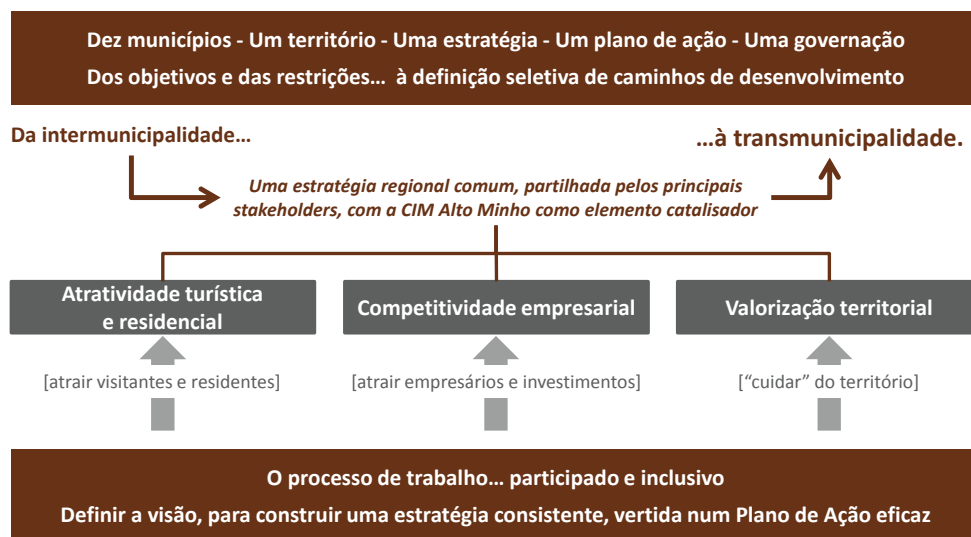 Dez municípios - Um território - Uma estratégia - Um plano de ação - Uma governação
Dos objetivos e das restrições... à definição seletiva de caminhos de desenvolvimento
Da intermunicipalidade...
...à transmunicipalidade.
Uma estratégia regional comum, partilhada pelos principais
stakeholders, com a CIM Alto Minho como elemento catalisador
Atratividade turística
e residencial
Competitividade empresarial
Valorização territorial
[atrair visitantes e residentes]
[atrair empresários e investimentos]
[“cuidar” do território]
O processo de trabalho... participado e inclusivo
Definir a visão, para construir uma estratégia consistente, vertida num Plano de Ação eficaz